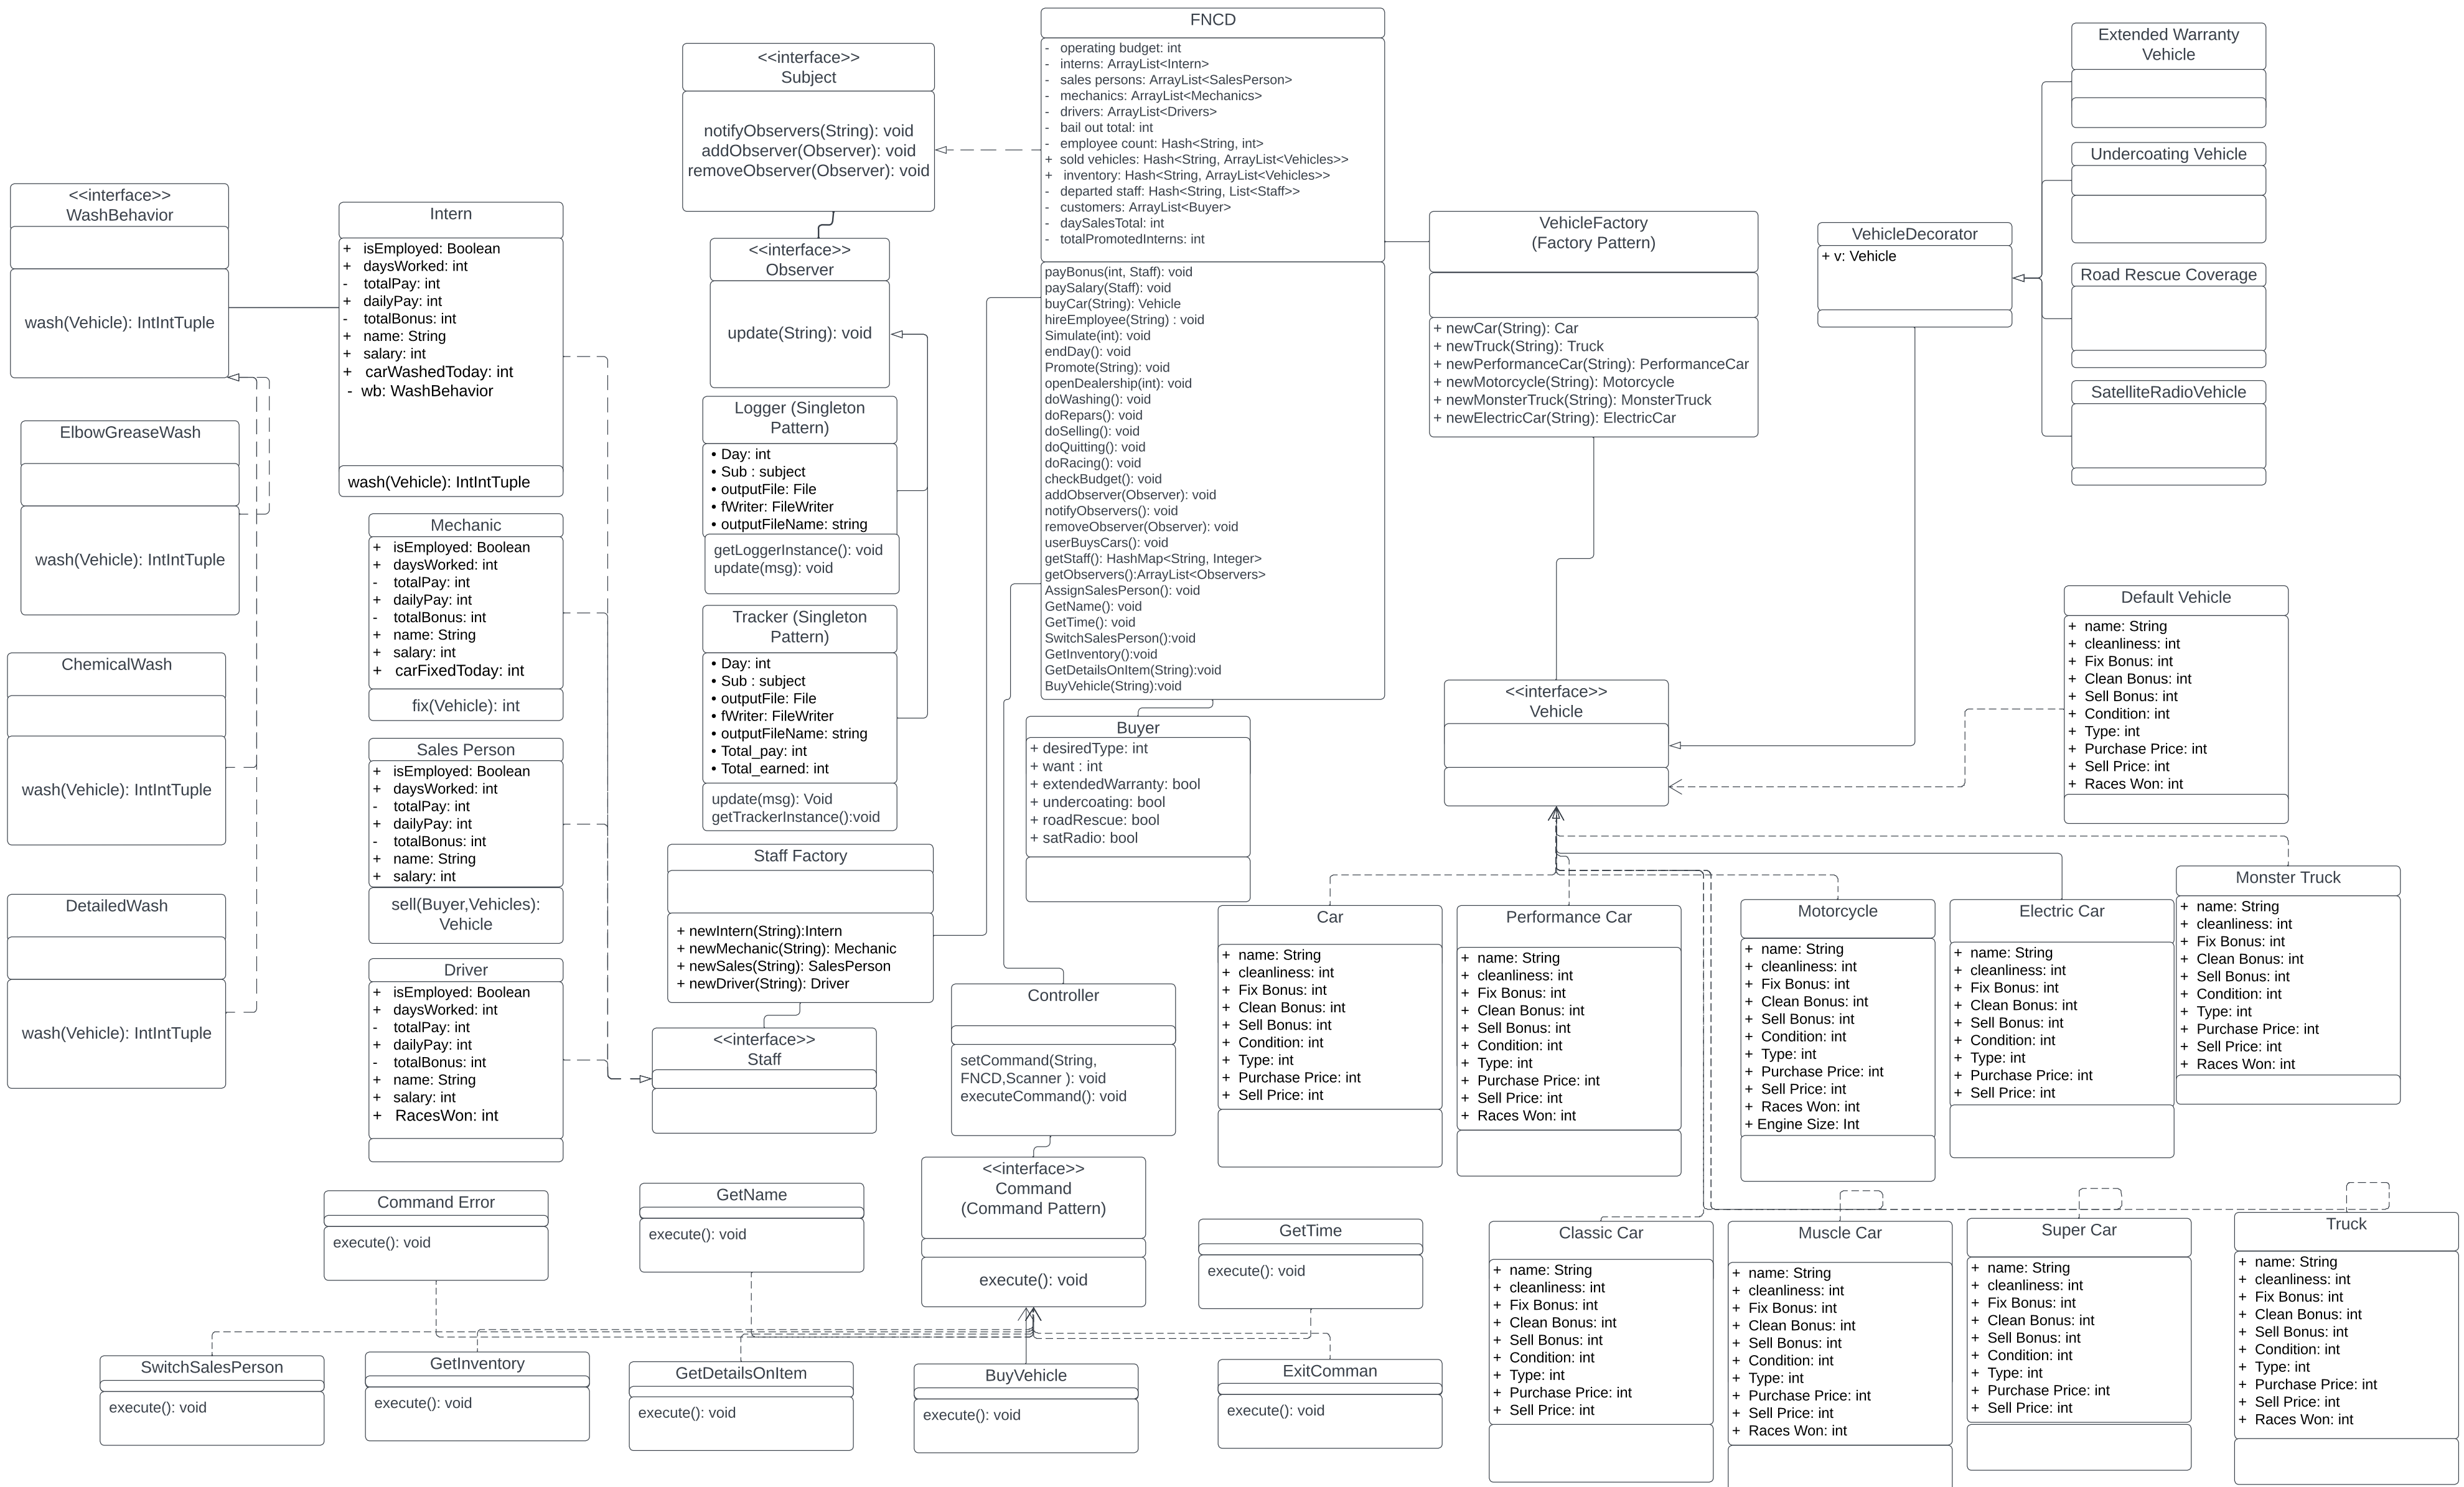 FNCD
- operating budget: int
- interns: ArrayList<Intern>
- sales persons: ArrayList<SalesPerson>
- mechanics: ArrayList<Mechanics>
- drivers: ArrayList<Drivers>
- bail out total: int
- employee count: Hash<String, int>
+ sold vehicles: Hash<String, ArrayList<Vehicles>>
+ inventory: Hash<String, ArrayList<Vehicles>>
- departed staff: Hash<String, List<Staff>>
- customers: ArrayList<Buyer>
- daySalesTotal: int
- totalPromotedInterns: int
payBonus(int, Staff): void
paySalary(Staff): void
buyCar(String): Vehicle
hireEmployee(String) : void
Simulate(int): void
endDay(): void
Promote(String): void
openDealership(int): void
doWashing(): void
doRepars(): void
doSelling(): void
doQuitting(): void
doRacing(): void
checkBudget(): void
addObserver(Observer): void
notifyObservers(): void
removeObserver(Observer): void
userBuysCars(): void
getStaff(): HashMap<String, Integer>
getObservers():ArrayList<Observers>
AssignSalesPerson(): void
GetName(): void
GetTime(): void
SwitchSalesPerson():void
GetInventory():void
GetDetailsOnItem(String):void
BuyVehicle(String):void
<<interface>>
Subject
notifyObservers(String): void
addObserver(Observer): void
removeObserver(Observer): void
<<interface>>
Observer
update(String): void
Logger (Singleton
Pattern)
• Day: int
• Sub : subject
• outputFile: File
• fWriter: FileWriter
• outputFileName: string
getLoggerInstance(): void
update(msg): void
Tracker (Singleton
Pattern)
• Day: int
• Sub : subject
• outputFile: File
• fWriter: FileWriter
• outputFileName: string
• Total_pay: int
• Total_earned: int
update(msg): Void
getTrackerInstance():void
<<interface>>
WashBehavior
wash(Vehicle): IntIntTuple
ElbowGreaseWash
wash(Vehicle): IntIntTuple
ChemicalWash
wash(Vehicle): IntIntTuple
DetailedWash
wash(Vehicle): IntIntTuple
Intern
+ isEmployed: Boolean
+ daysWorked: int
- totalPay: int
+ dailyPay: int
- totalBonus: int
+ name: String
+ salary: int
+ carWashedToday: int
- wb: WashBehavior
wash(Vehicle): IntIntTuple
Mechanic
+ isEmployed: Boolean
+ daysWorked: int
- totalPay: int
+ dailyPay: int
- totalBonus: int
+ name: String
+ salary: int
+ carFixedToday: int
fix(Vehicle): int
Sales Person
+ isEmployed: Boolean
+ daysWorked: int
- totalPay: int
+ dailyPay: int
- totalBonus: int
+ name: String
+ salary: int
sell(Buyer,Vehicles):
Vehicle
Driver
+ isEmployed: Boolean
+ daysWorked: int
- totalPay: int
+ dailyPay: int
- totalBonus: int
+ name: String
+ salary: int
+ RacesWon: int
Staff Factory
+ newIntern(String):Intern
+ newMechanic(String): Mechanic
+ newSales(String): SalesPerson
+ newDriver(String): Driver
<<interface>>
Staff
Buyer
+ desiredType: int
+ want : int
+ extendedWarranty: bool
+ undercoating: bool
+ roadRescue: bool
+ satRadio: bool
Controller
setCommand(String,
FNCD,Scanner ): void
executeCommand(): void
<<interface>>
Command
(Command Pattern)
execute(): void
Command Error
execute(): void
GetName
execute(): void
GetTime
execute(): void
SwitchSalesPerson
execute(): void
GetInventory
execute(): void
GetDetailsOnItem
execute(): void
BuyVehicle
execute(): void
ExitComman
execute(): void
VehicleFactory
(Factory Pattern)
+ newCar(String): Car
+ newTruck(String): Truck
+ newPerformanceCar(String): PerformanceCar
+ newMotorcycle(String): Motorcycle
+ newMonsterTruck(String): MonsterTruck
+ newElectricCar(String): ElectricCar
VehicleDecorator
+ v: Vehicle
Extended Warranty
Vehicle
Undercoating Vehicle
Road Rescue Coverage
SatelliteRadioVehicle
<<interface>>
Vehicle
Default Vehicle
+ name: String
+ cleanliness: int
+ Fix Bonus: int
+ Clean Bonus: int
+ Sell Bonus: int
+ Condition: int
+ Type: int
+ Purchase Price: int
+ Sell Price: int
+ Races Won: int
Car
+ name: String
+ cleanliness: int
+ Fix Bonus: int
+ Clean Bonus: int
+ Sell Bonus: int
+ Condition: int
+ Type: int
+ Purchase Price: int
+ Sell Price: int
Performance Car
+ name: String
+ cleanliness: int
+ Fix Bonus: int
+ Clean Bonus: int
+ Sell Bonus: int
+ Condition: int
+ Type: int
+ Purchase Price: int
+ Sell Price: int
+ Races Won: int
Motorcycle
+ name: String
+ cleanliness: int
+ Fix Bonus: int
+ Clean Bonus: int
+ Sell Bonus: int
+ Condition: int
+ Type: int
+ Purchase Price: int
+ Sell Price: int
+ Races Won: int
+ Engine Size: Int
Electric Car
+ name: String
+ cleanliness: int
+ Fix Bonus: int
+ Clean Bonus: int
+ Sell Bonus: int
+ Condition: int
+ Type: int
+ Purchase Price: int
+ Sell Price: int
Monster Truck
+ name: String
+ cleanliness: int
+ Fix Bonus: int
+ Clean Bonus: int
+ Sell Bonus: int
+ Condition: int
+ Type: int
+ Purchase Price: int
+ Sell Price: int
+ Races Won: int
Classic Car
+ name: String
+ cleanliness: int
+ Fix Bonus: int
+ Clean Bonus: int
+ Sell Bonus: int
+ Condition: int
+ Type: int
+ Purchase Price: int
+ Sell Price: int
Muscle Car
+ name: String
+ cleanliness: int
+ Fix Bonus: int
+ Clean Bonus: int
+ Sell Bonus: int
+ Condition: int
+ Type: int
+ Purchase Price: int
+ Sell Price: int
+ Races Won: int
Super Car
+ name: String
+ cleanliness: int
+ Fix Bonus: int
+ Clean Bonus: int
+ Sell Bonus: int
+ Condition: int
+ Type: int
+ Purchase Price: int
+ Sell Price: int
Truck
+ name: String
+ cleanliness: int
+ Fix Bonus: int
+ Clean Bonus: int
+ Sell Bonus: int
+ Condition: int
+ Type: int
+ Purchase Price: int
+ Sell Price: int
+ Races Won: int